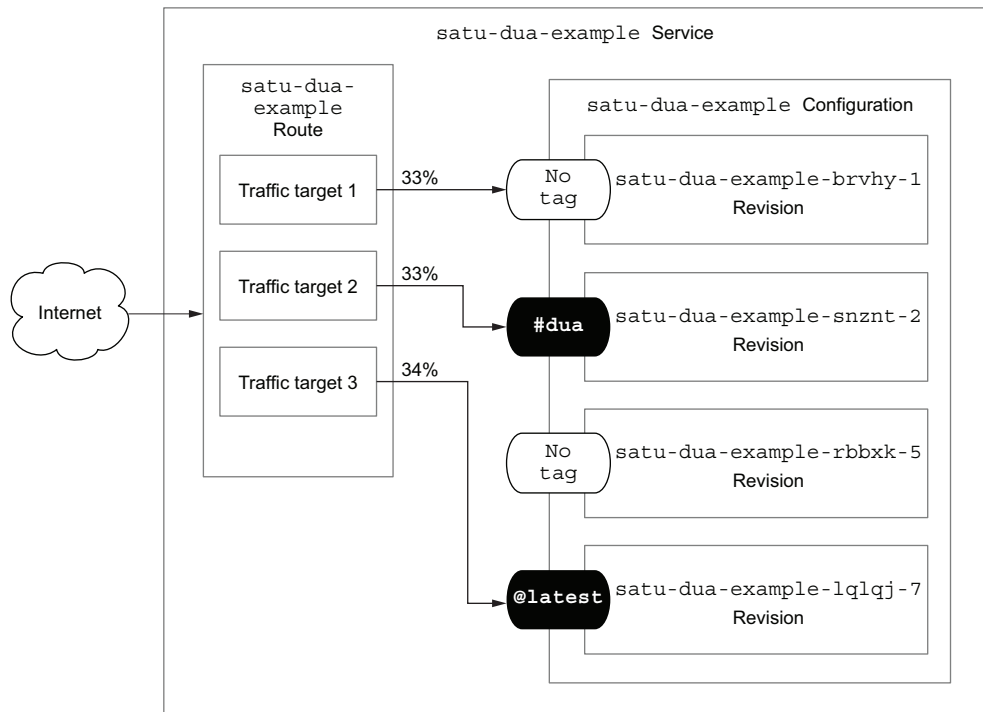 satu-dua-example Service
satu-dua-
example
Route
satu-dua-example Configuration
Traffic target 1
33%
No
tag
satu-dua-example-brvhy-1
Revision
Internet
Traffic target 2
33%
#dua
satu-dua-example-snznt-2
Revision
Traffic target 3
34%
No
tag
satu-dua-example-rbbxk-5
Revision
@latest
satu-dua-example-lqlqj-7
Revision